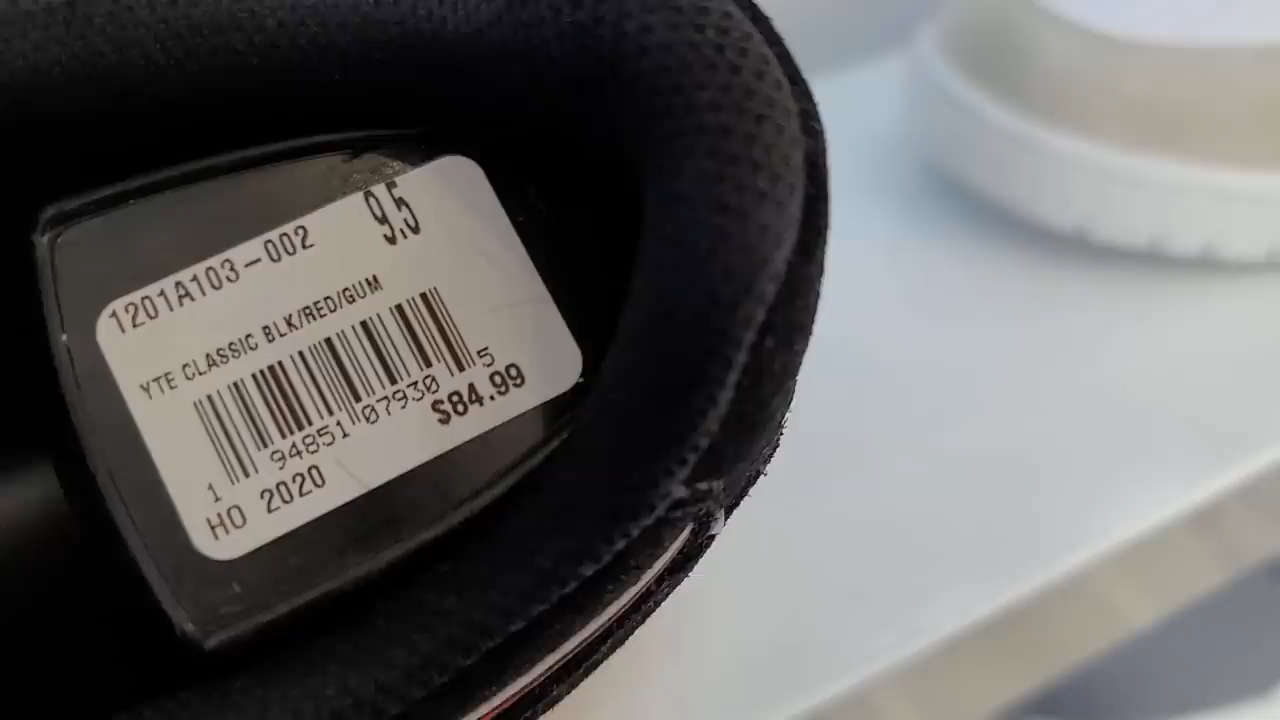 1201A103-002 9.5
YTE CLASSIC BLK/RED/GUM
1 94851 07930 5
$84.99
HO 2020